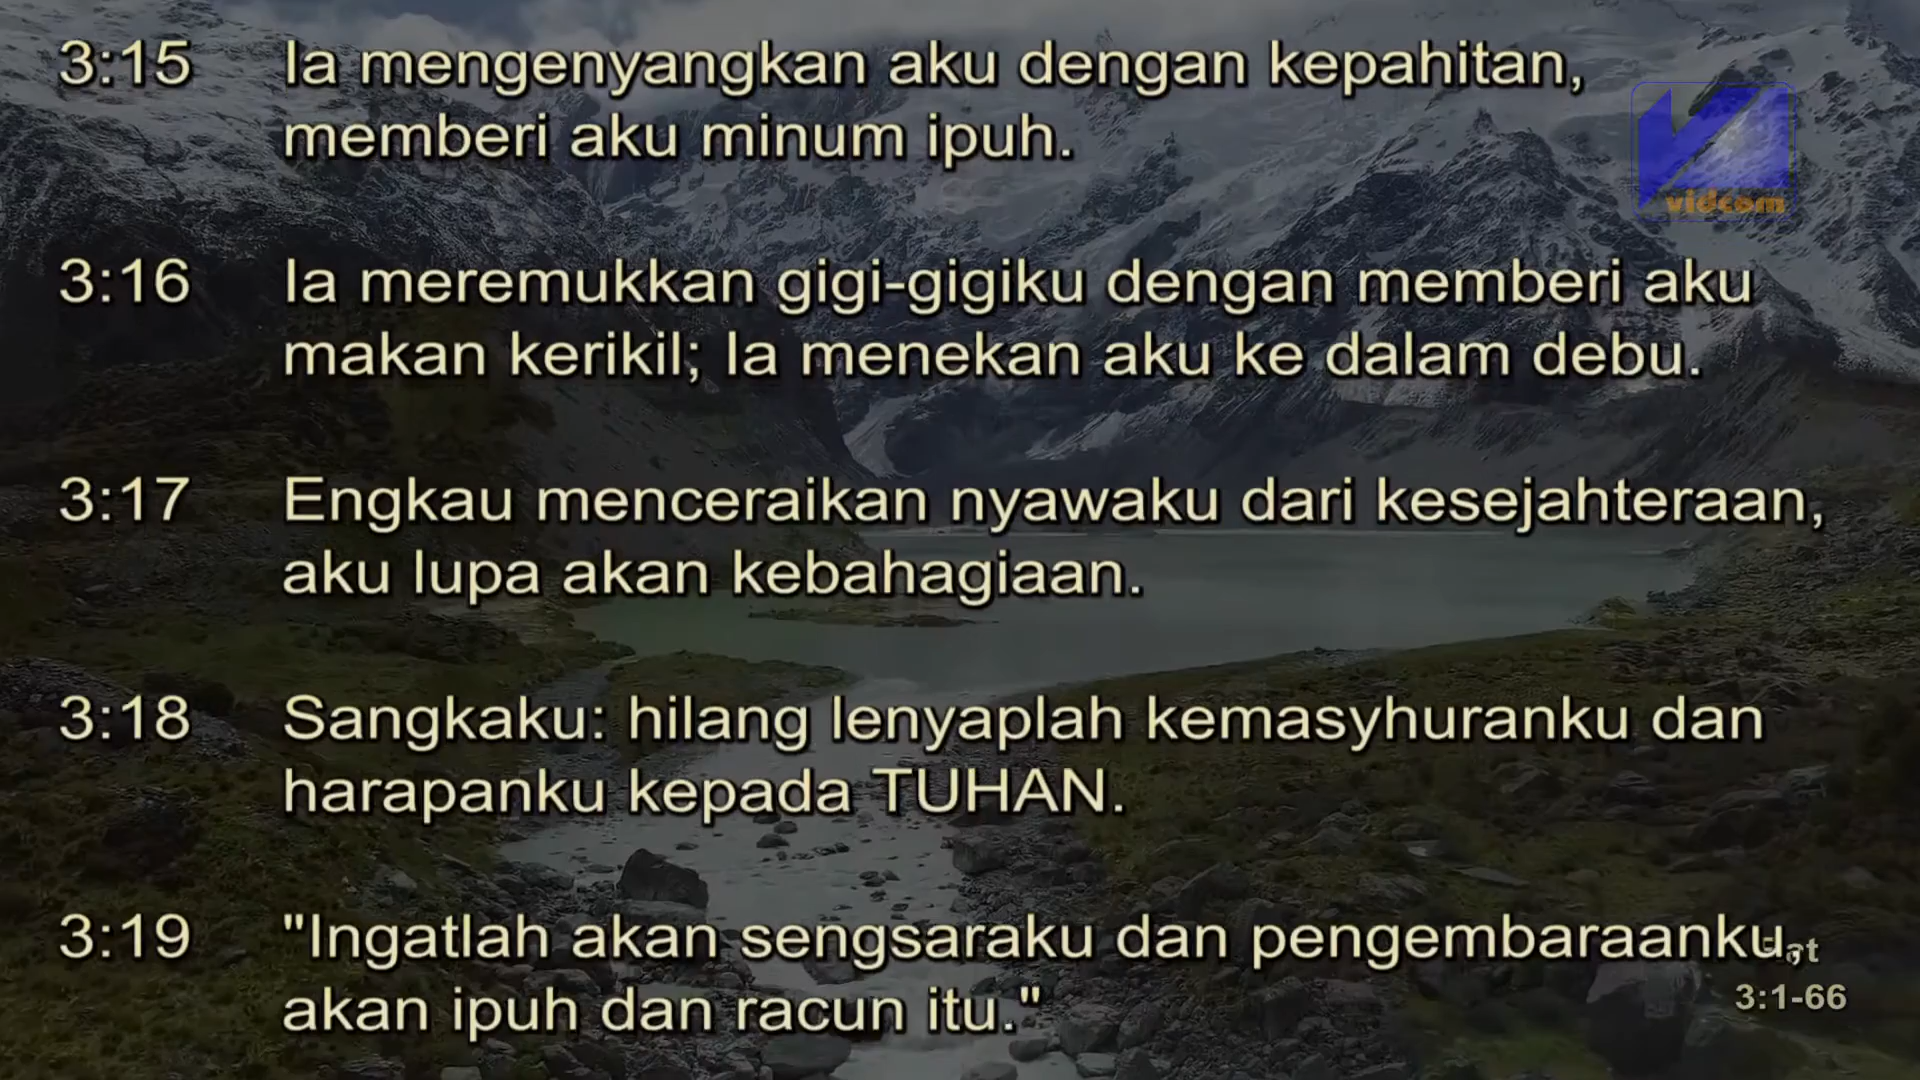 3:15 Ia mengenyangkan aku dengan kepahitan,
memberi aku minum ipuh.
vidcom
3:16 Ia meremukkan gigi-gigiku dengan memberi aku
makan kerikil; Ia menekan aku ke dalam debu.
3:17 Engkau menceraikan nyawaku dari kesejahteraan,
aku lupa akan kebahagiaan.
3:18 Sangkaku: hilang lenyaplah kemasyhuranku dan
harapanku kepada TUHAN.
3:19 "Ingatlah akan sengsaraku dan pengembaraanku,
akan ipuh dan racun itu."
3:1-66